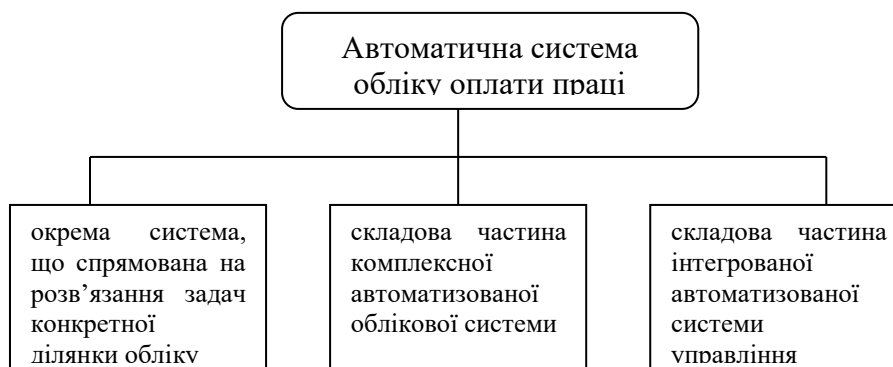 Автоматична система
обліку оплати праці
окрема система,
що спрямована на
розв’язання задач
конкретної
ділянки обліку
складова частина
комплексної
автоматизованої
облікової системи
складова частина
інтегрованої
автоматизованої
системи
управління